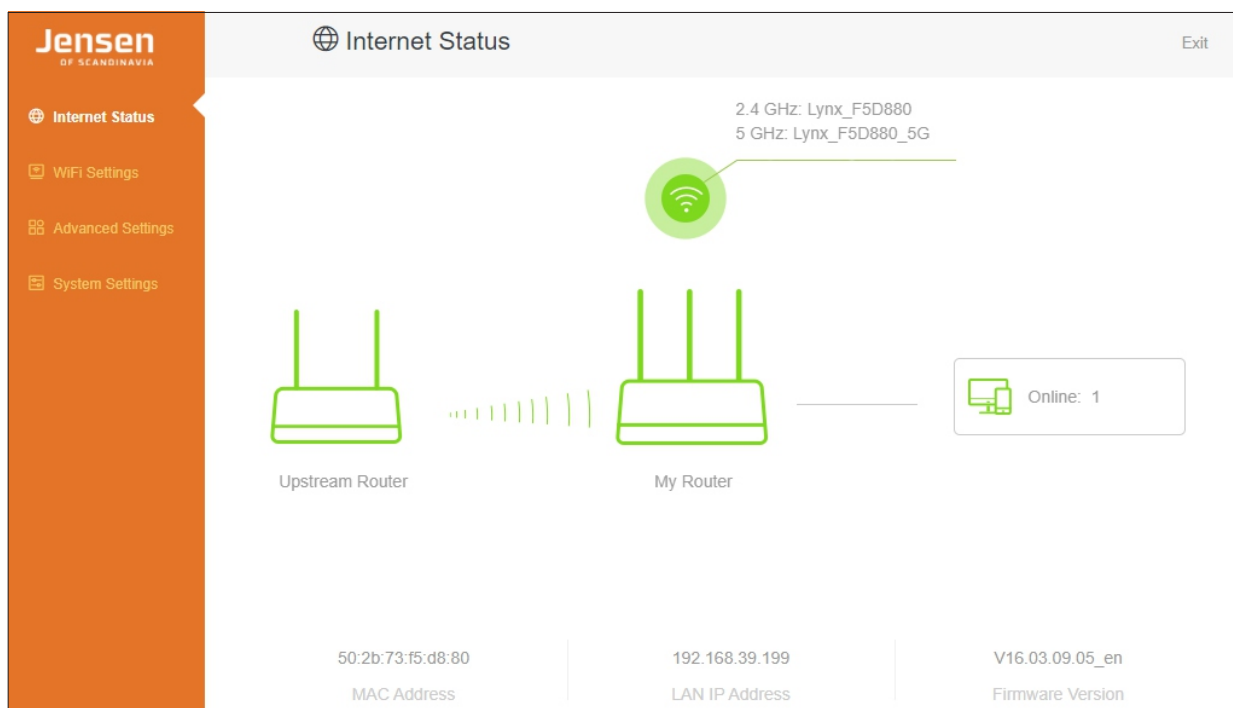 Jensen
OF SCANDINAVIA
Internet Status
Exit
Internet Status
WiFi Settings
Advanced Settings
System Settings
2.4 GHz: Lynx_F5D880
5 GHz: Lynx_F5D880_5G
Online: 1
Upstream Router
My Router
50:2b:73:f5:d8:80
192.168.39.199
V16.03.09.05_en
MAC Address
LAN IP Address
Firmware Version